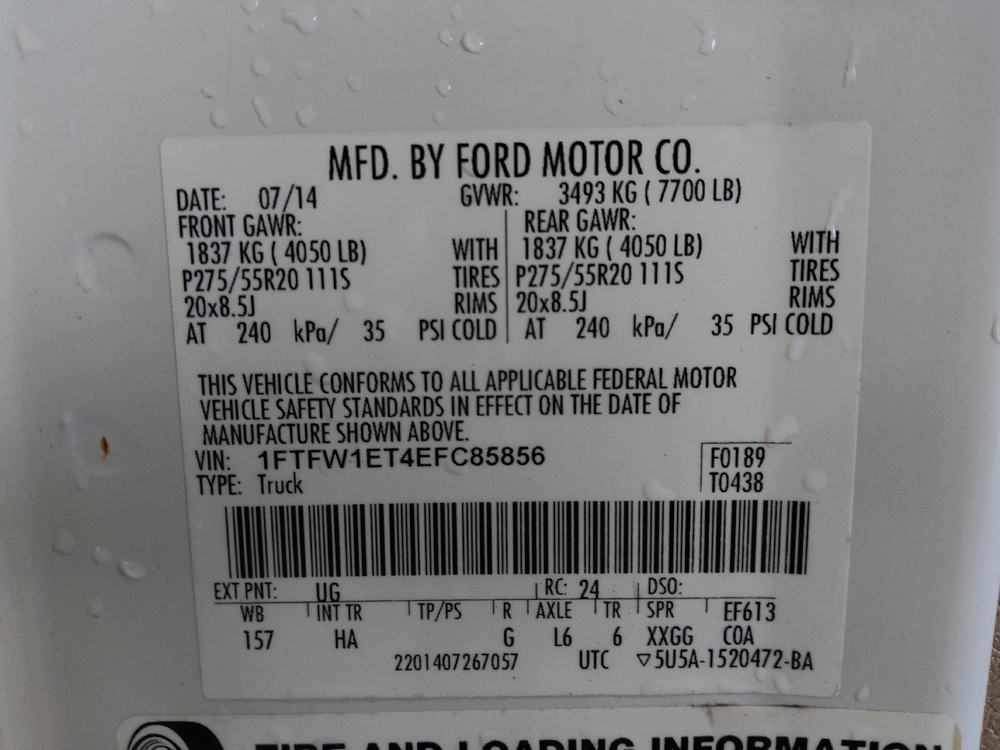 MFD. BY FORD MOTOR CO.
DATE: 07/14 GVWR: 3493 KG ( 7700 LB)
FRONT GAWR: REAR GAWR:
1837 KG ( 4050 LB) WITH 1837 KG ( 4050 LB) WITH
P275/55R20 111S TIRES P275/55R20 111S TIRES
20x8.5J RIMS 20x8.5J RIMS
AT 240 kPa/ 35 PSI COLD AT 240 kPa/ 35 PSI COLD
THIS VEHICLE CONFORMS TO ALL APPLICABLE FEDERAL MOTOR
VEHICLE SAFETY STANDARDS IN EFFECT ON THE DATE OF
MANUFACTURE SHOWN ABOVE.
VIN: 1FTFW1ET4EFC85856 F0189
TYPE: Truck T0438
EXT PNT: UG RC: 24 DSO:
WB INT TR TP/PS R AXLE TR SPR EF613
157 HA G L6 6 XXGG COA
2201407267057 UTC ▽5U5A-1520472-BA
TIRE AND LOADING INFORMATION